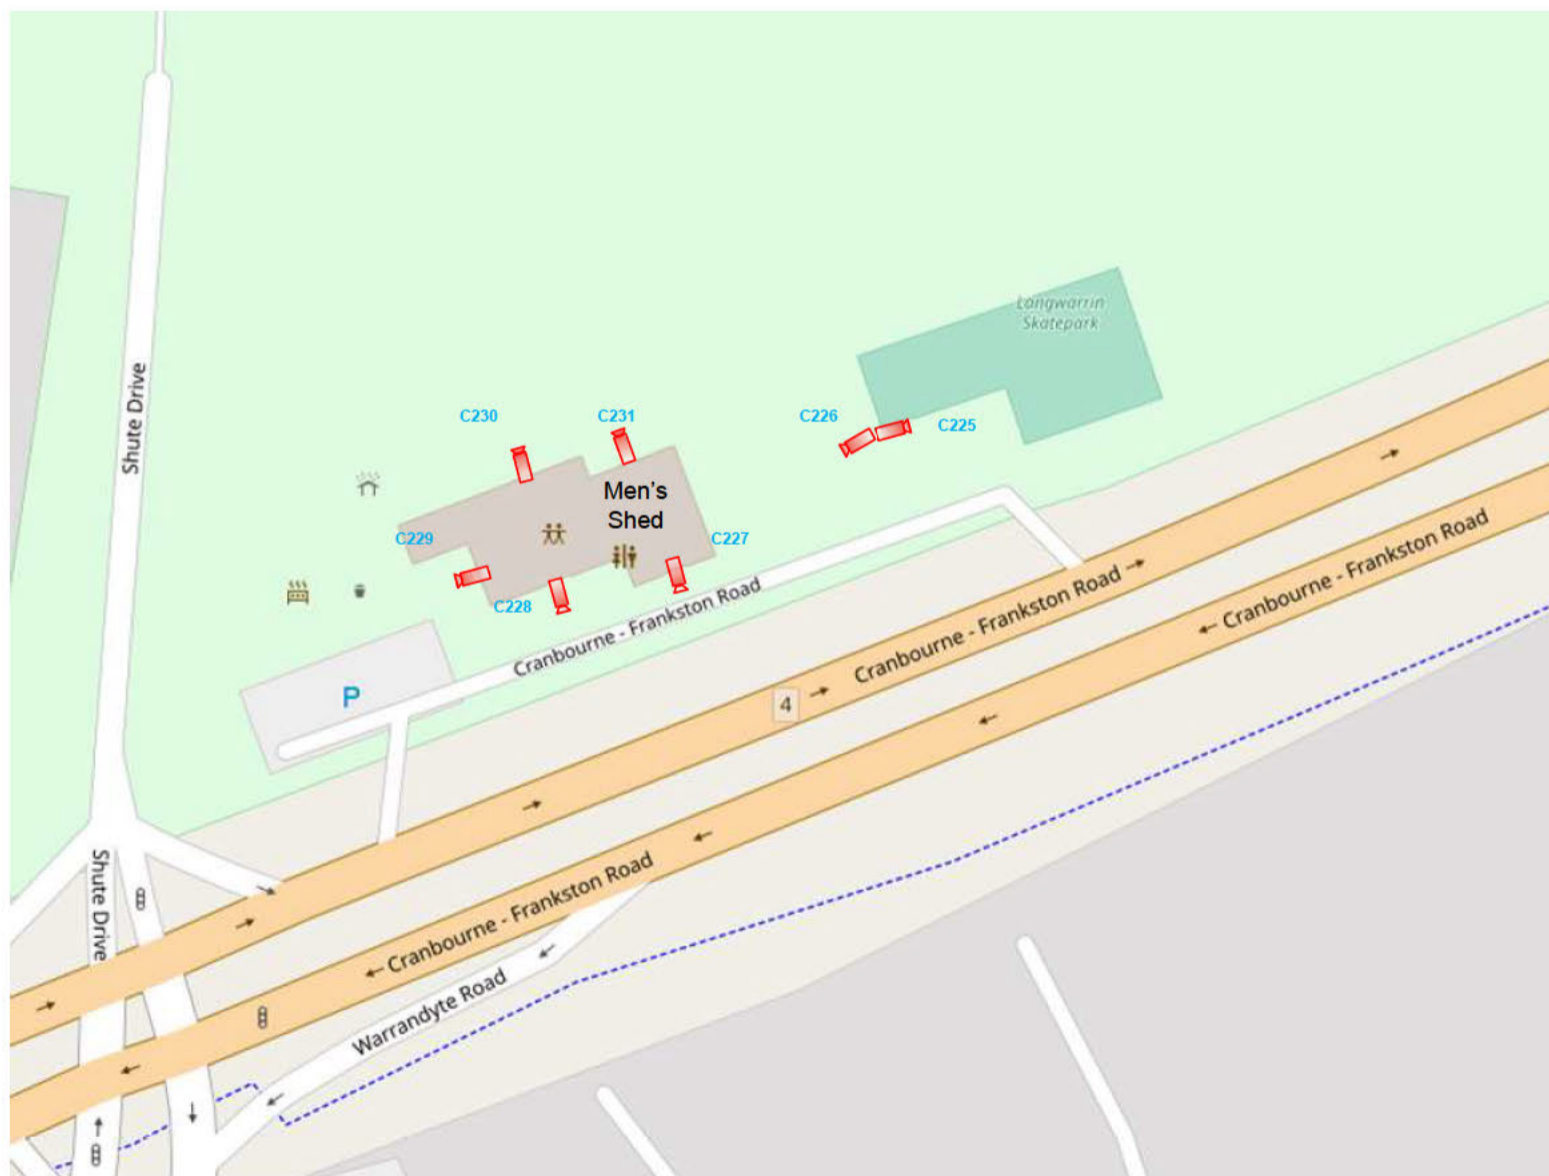 Langwarrin
Skatepark
Shute Drive
C230
C231
C226
C225
Men's
Shed
C229
C227
C228
Cranbourne - Frankston Road
P
Cranbourne - Frankston Road
Cranbourne - Frankston Road
4
Cranbourne - Frankston Road
Shute Drive
Warrandyte Road